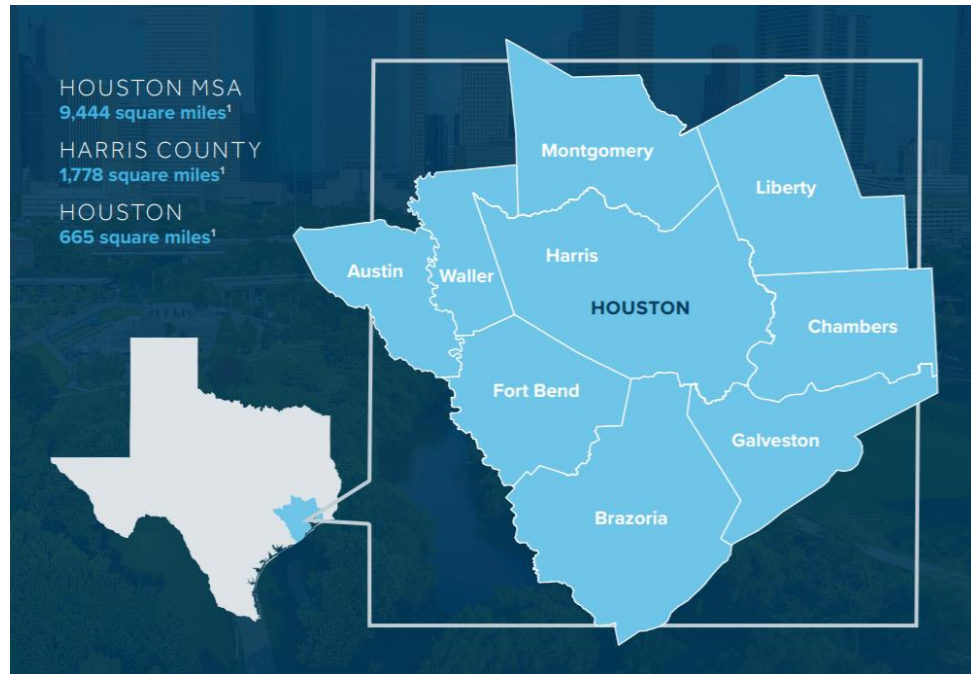 HOUSTON MSA
9,444 square miles¹
HARRIS COUNTY
1,778 square miles¹
HOUSTON
665 square miles¹
Montgomery
Liberty
Harris
Austin
Waller
HOUSTON
Chambers
Fort Bend
Galveston
Brazoria